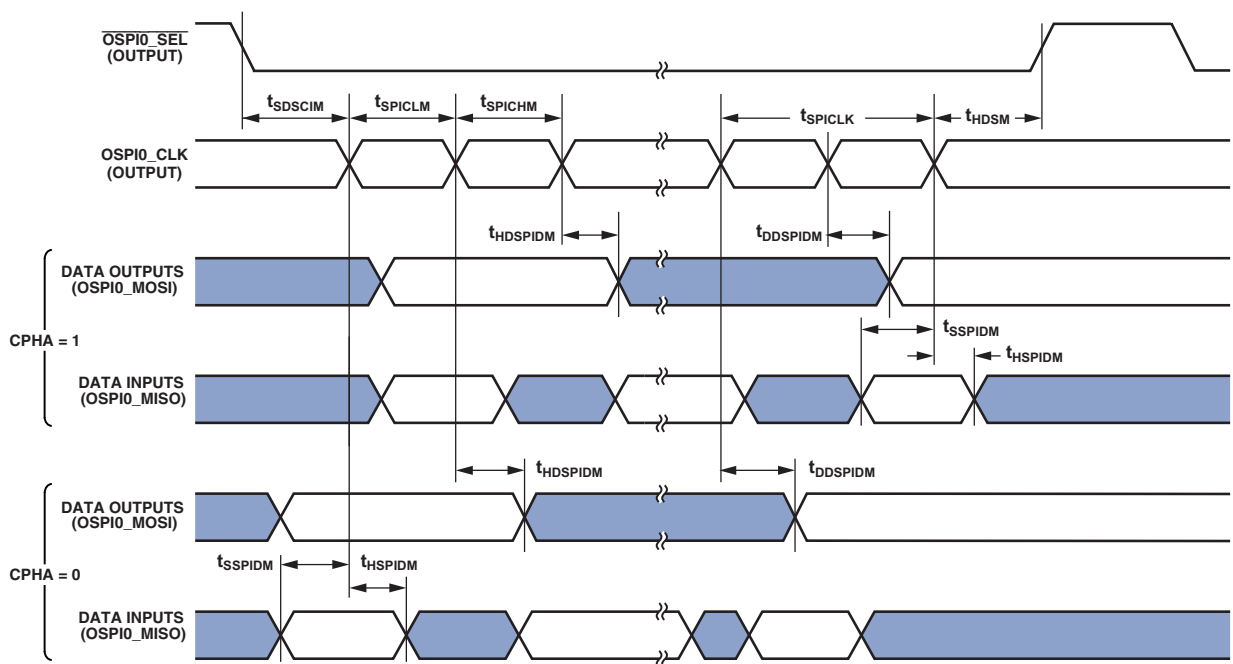 OSPI0_SEL
(OUTPUT)
tSDSCIM
tSPICLM
tSPICHM
tSPICLK
tHDSM
OSPI0_CLK
(OUTPUT)
tHDSPIDM
tDDSPIDM
DATA OUTPUTS
(OSPI0_MOSI)
CPHA = 1
tSSPIDM
tHSPIDM
DATA INPUTS
(OSPI0_MISO)
tHDSPIDM
tDDSPIDM
DATA OUTPUTS
(OSPI0_MOSI)
CPHA = 0
tSSPIDM
tHSPIDM
DATA INPUTS
(OSPI0_MISO)